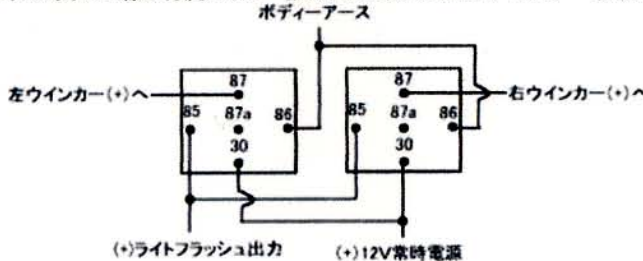 ボディーアース
左ウインカー(+)へ
87
85
87a
86
30
87
85
87a
86
30
右ウインカー(+)へ
(+)ライトフラッシュ出力
(+)12V常時電源